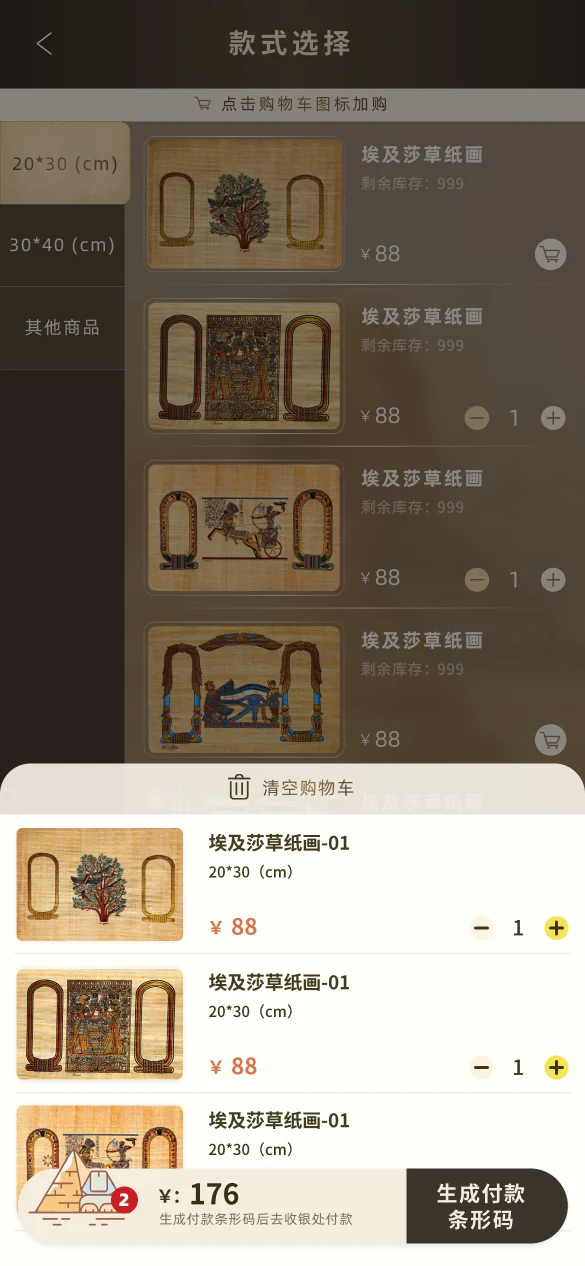 款式选择
点击购物车图标加购
20*30 (cm)
30*40 (cm)
其他商品
埃及莎草纸画
剩余库存：999
¥88
埃及莎草纸画
剩余库存：999
¥88
1
埃及莎草纸画
剩余库存：999
¥88
1
埃及莎草纸画
剩余库存：999
¥88
清空购物车
埃及莎草纸画
埃及莎草纸画-01
20*30（cm）
¥ 88
1
埃及莎草纸画-01
20*30（cm）
¥ 88
1
埃及莎草纸画-01
20*30（cm）
2
¥: 176
生成付款条形码后去收银处付款
生成付款
条形码